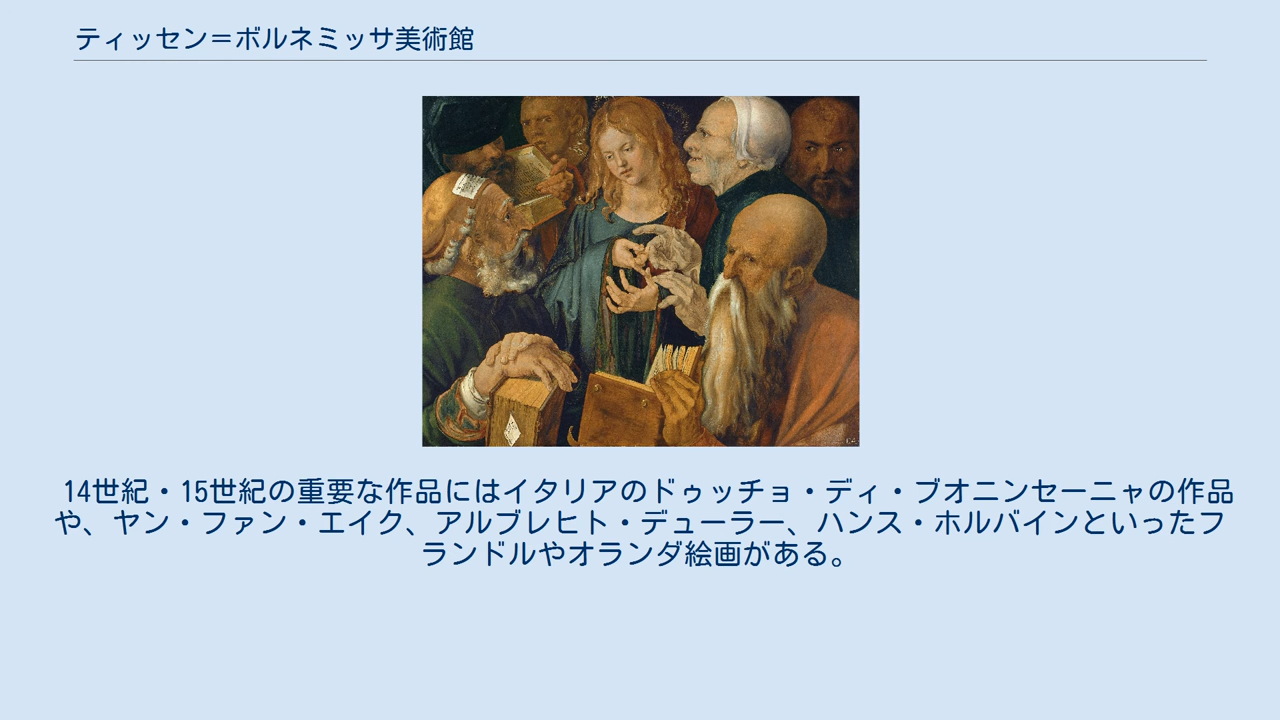 ティッセン＝ボルネミッサ美術館
14世紀・15世紀の重要な作品にはイタリアのドゥッチョ・ディ・ブオニンセーニャの作品
や、ヤン・ファン・エイク、アルブレヒト・デューラー、ハンス・ホルバインといったフ
ランドルやオランダ絵画がある。